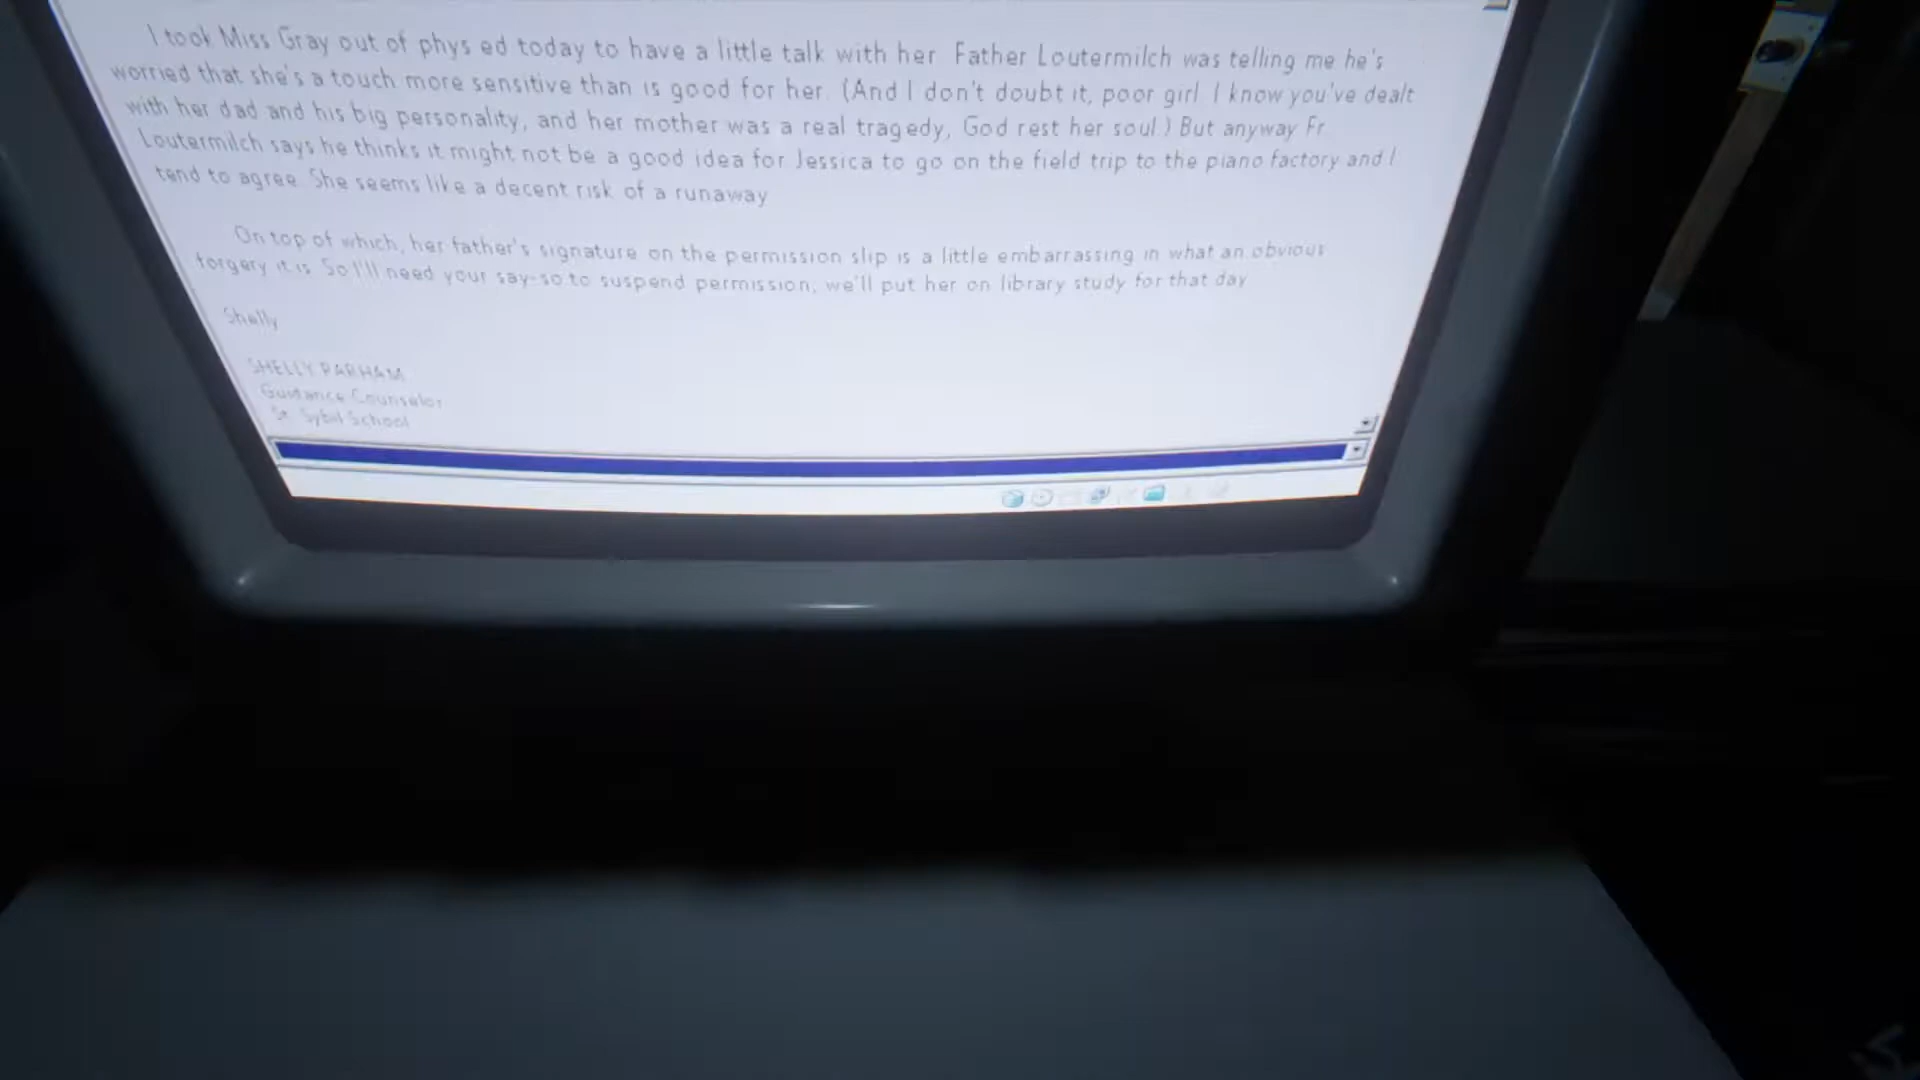 I took Miss Gray out of phys ed today to have a little talk with her. Father Loutermilch was telling me he's
worried that she's a touch more sensitive than is good for her. (And I don't doubt it, poor girl. I know you've dealt
with her dad and his big personality, and her mother was a real tragedy, God rest her soul.) But anyway Fr.
Loutermilch says he thinks it might not be a good idea for Jessica to go on the field trip to the piano factory and I
tend to agree. She seems like a decent risk of a runaway
On top of which, her father's signature on the permission slip is a little embarrassing in what an obvious
forgery it is. So I'll need your say-so to suspend permission, we'll put her on library study for that day
Shelly
SHELLY PARHAM
Guidance Counselor
St. Sybil School